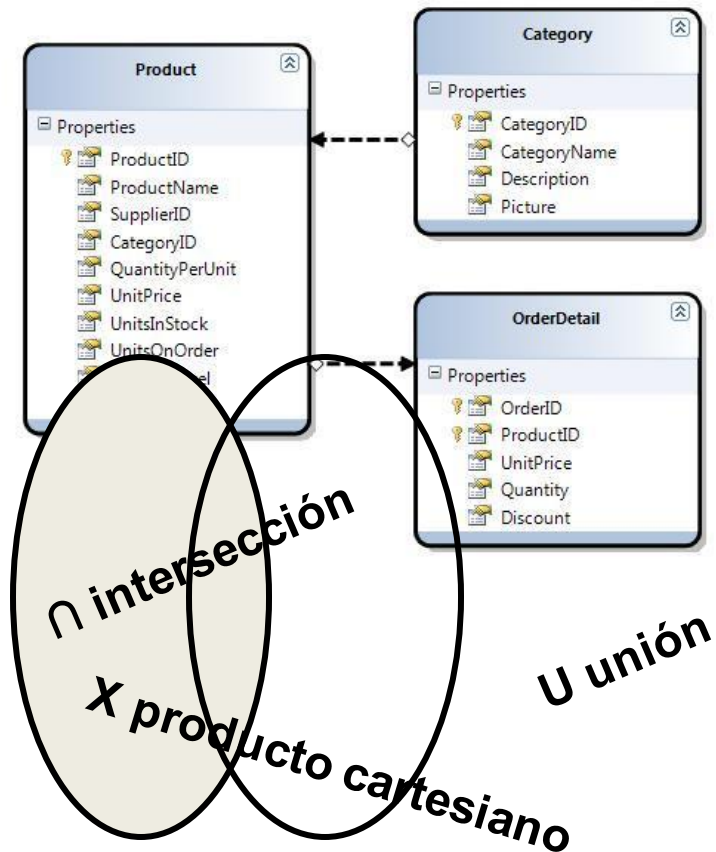 Product
Properties
ProductID
ProductName
SupplierID
CategoryID
QuantityPerUnit
UnitPrice
UnitsInStock
UnitsOnOrder
Category
Properties
CategoryID
CategoryName
Description
Picture
OrderDetail
Properties
OrderID
ProductID
UnitPrice
Quantity
Discount
∩ intersección
U unión
X producto cartesiano